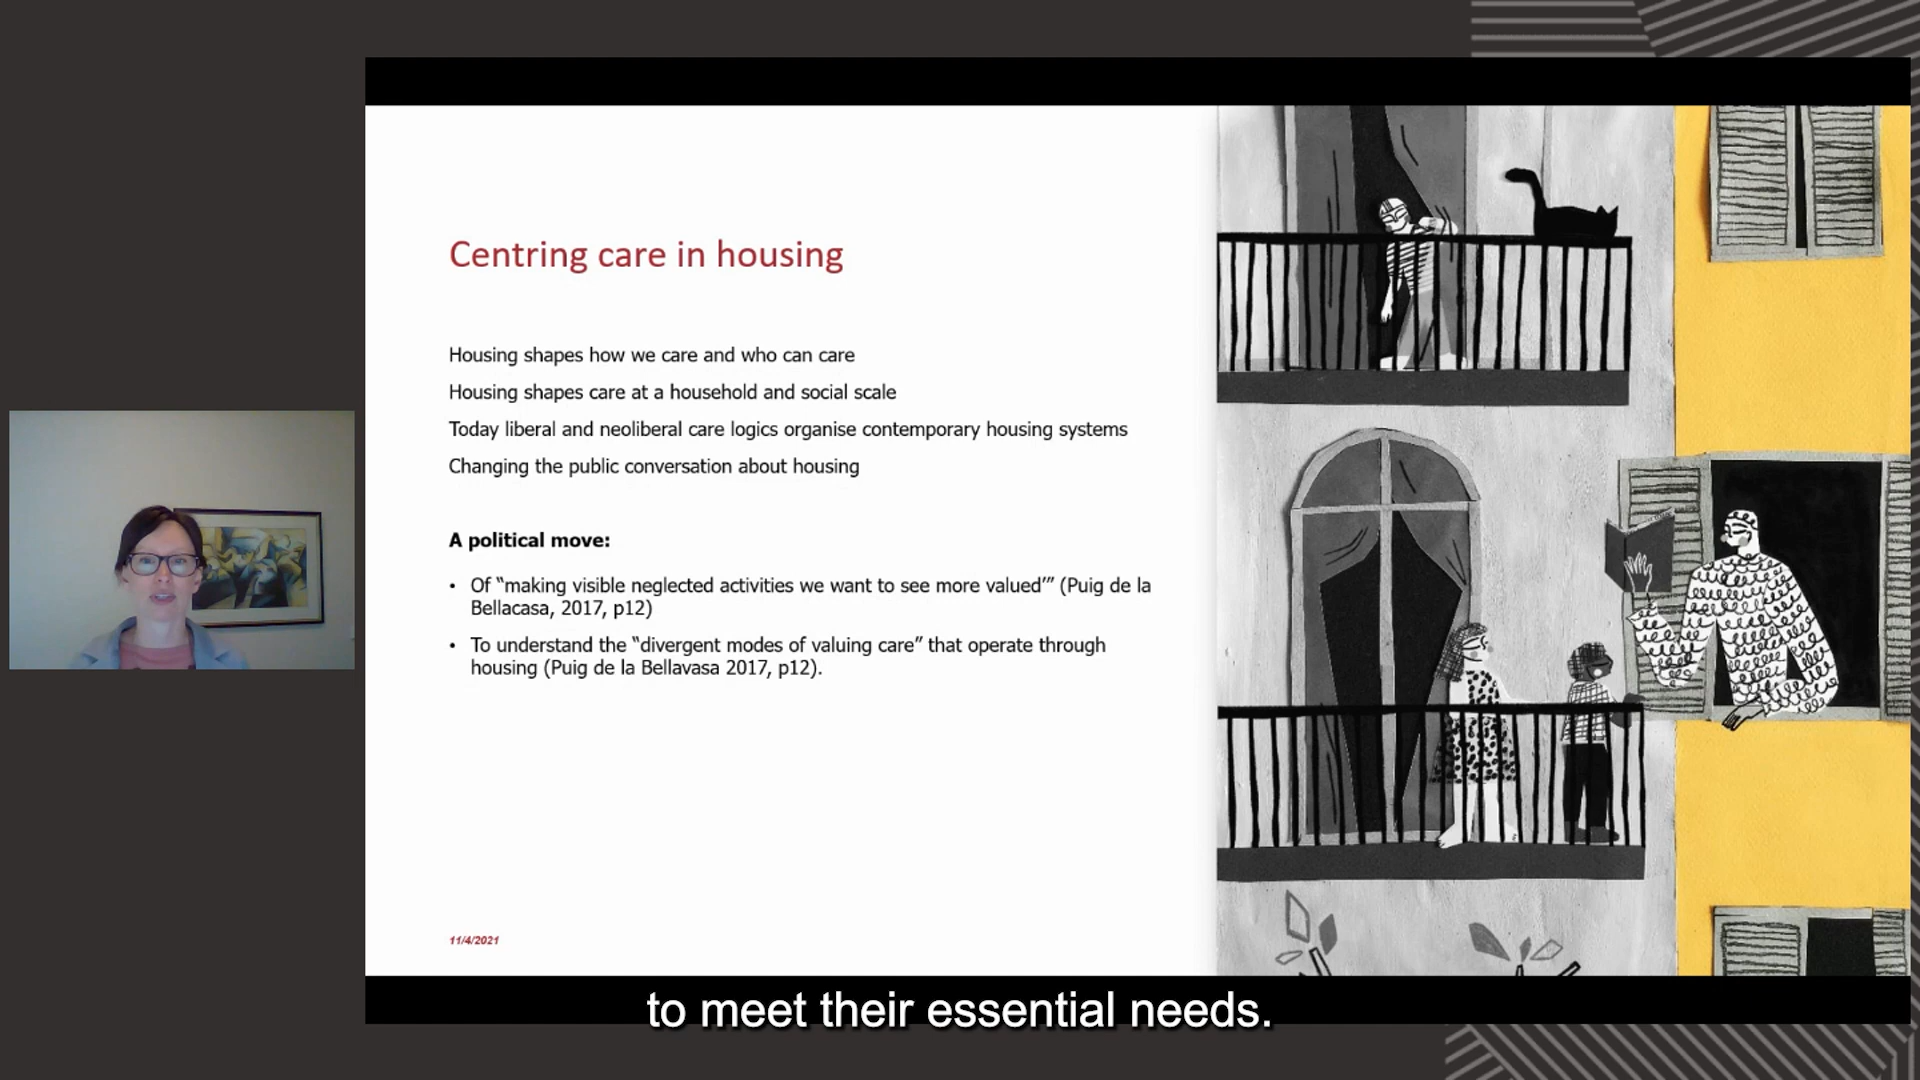 Centring care in housing
Housing shapes how we care and who can care
Housing shapes care at a household and social scale
Today liberal and neoliberal care logics organise contemporary housing systems
Changing the public conversation about housing
A political move:
• Of “making visible neglected activities we want to see more valued’” (Puig de la
Bellacasa, 2017, p12)
• To understand the “divergent modes of valuing care” that operate through
housing (Puig de la Bellavasa 2017, p12).
11/4/2021
to meet their essential needs.